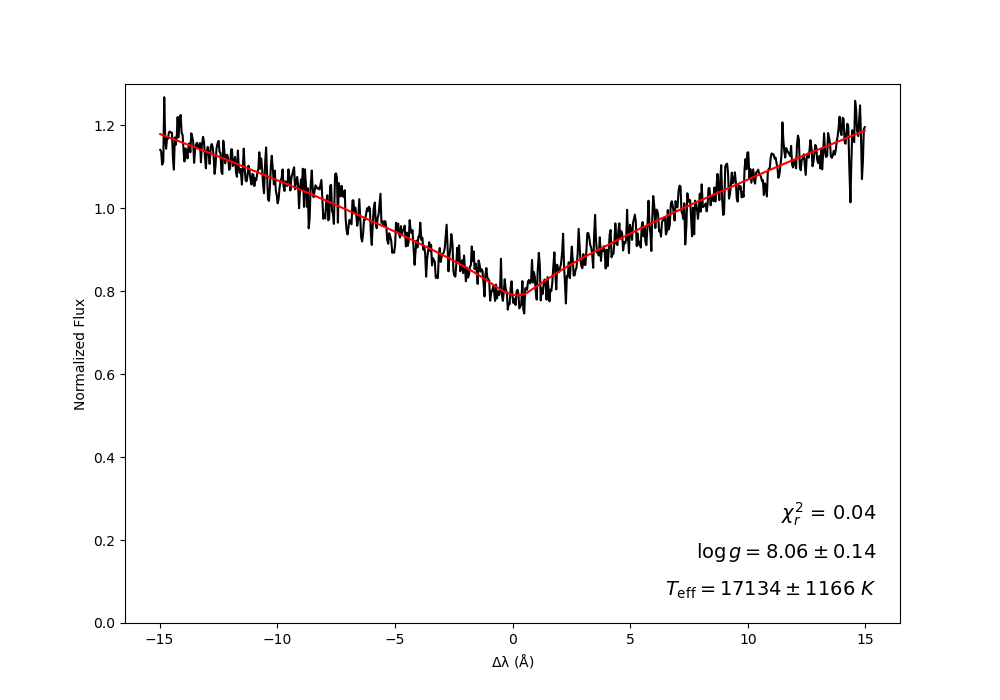 1.2
1.0
0.8
0.6
0.4
0.2
0.0
Normalized Flux
χ²ᵣ = 0.04
log g = 8.06 ± 0.14
T_eff = 17134 ± 1166 K
−15 −10 −5 0 5 10 15
Δλ (Å)